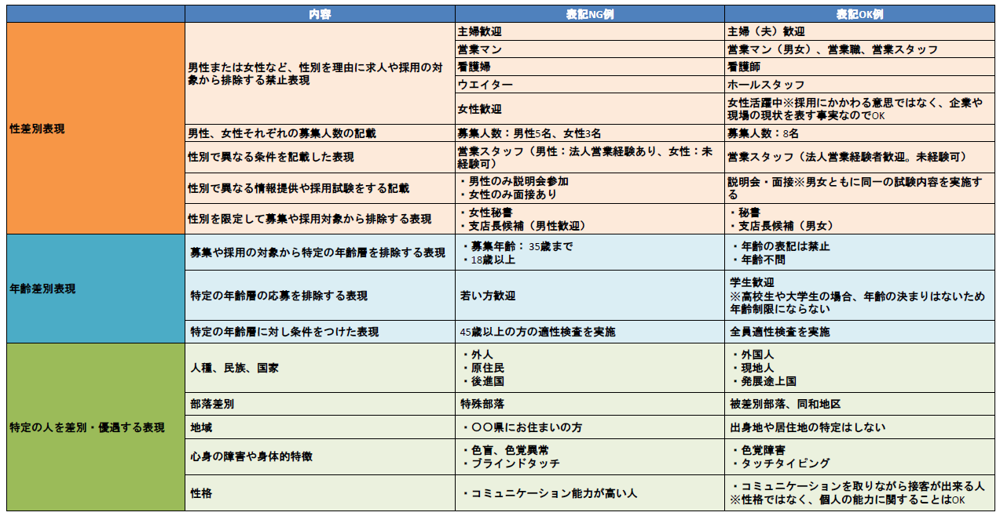 内容
表記NG例
表記OK例
性差別表現
男性または女性など、性別を理由に求人や採用の対
象から排除する禁止表現
主婦歓迎
主婦（夫）歓迎
営業マン
営業マン（男女）、営業職、営業スタッフ
看護婦
看護師
ウエイター
ホールスタッフ
女性歓迎
女性活躍中※採用にかかわる意思ではなく、企業や
現場の現状を表す事実なのでOK
男性、女性それぞれの募集人数の記載
募集人数：男性5名、女性3名
募集人数：8名
性別で異なる条件を記載した表現
営業スタッフ（男性：法人営業経験あり、女性：未
経験可）
営業スタッフ（法人営業経験者歓迎。未経験可）
性別で異なる情報提供や採用試験をする記載
・男性のみ説明会参加
・女性のみ面接あり
説明会・面接※男女ともに同一の試験内容を実施す
る
性別を限定して募集や採用対象から排除する表現
・女性秘書
・支店長候補（男性歓迎）
・秘書
・支店長候補（男女）
年齢差別表現
募集や採用の対象から特定の年齢層を排除する表現
・募集年齢： 35歳まで
・18歳以上
・年齢の表記は禁止
・年齢不問
特定の年齢層の応募を排除する表現
若い方歓迎
学生歓迎
※高校生や大学生の場合、年齢の決まりはないため
年齢制限にならない
特定の年齢層に対し条件をつけた表現
45歳以上の方の適性検査を実施
全員適性検査を実施
特定の人を差別・優遇する表現
人種、民族、国家
・外人
・原住民
・後進国
・外国人
・現地人
・発展途上国
部落差別
特殊部落
被差別部落、同和地区
地域
・〇〇県にお住まいの方
出身地や居住地の特定はしない
心身の障害や身体的特徴
・色盲、色覚異常
・ブラインドタッチ
・色覚障害
・タッチタイピング
性格
・コミュニケーション能力が高い人
・コミュニケーションを取りながら接客が出来る人
※性格ではなく、個人の能力に関することはOK